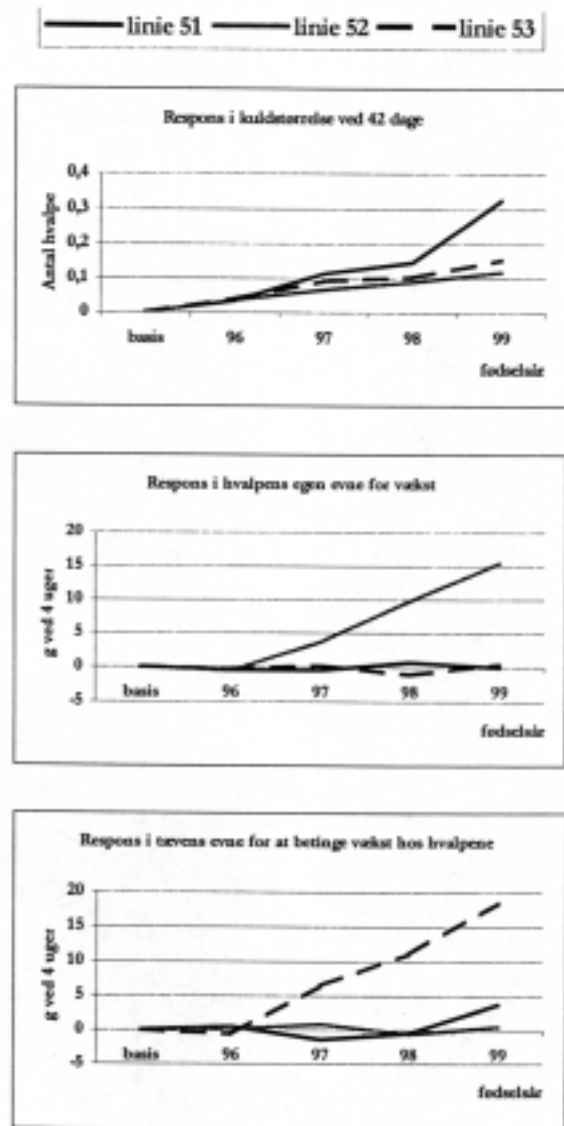 linie 51 linie 52 linie 53
Respons i kuldstørrelse ved 42 dage
Antal hvalpe
0,4
0,3
0,2
0,1
0
basis 96 97 98 99
fødselsår
Respons i hvalpens egen evne for vækst
g ved 4 uger
20
15
10
5
0
-5
basis 96 97 98 99
fødselsår
Respons i tævens evne for at betinge vækst hos hvalpene
g ved 4 uger
20
15
10
5
0
-5
basis 96 97 98 99
fødselsår